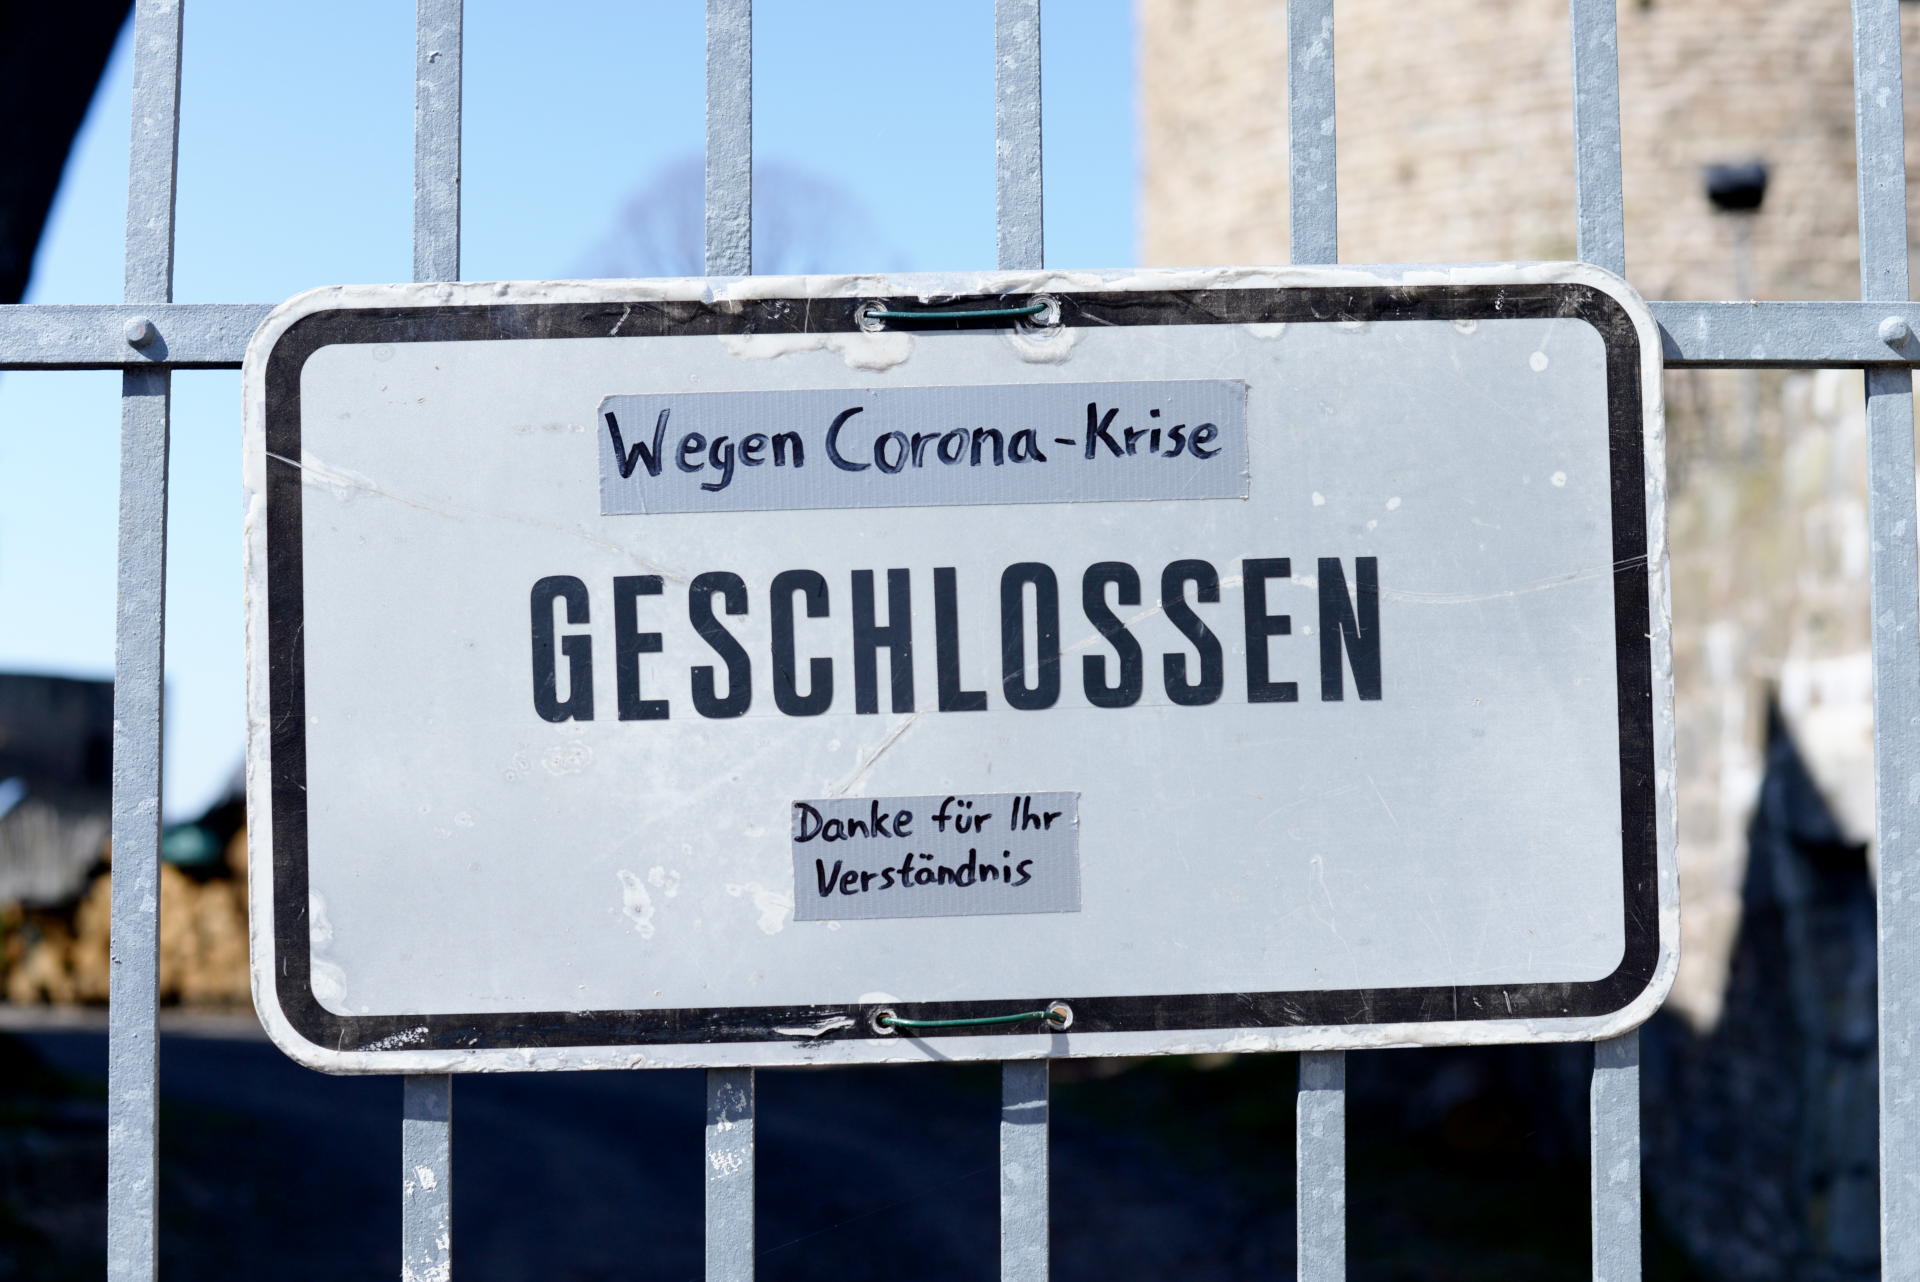 Wegen Corona-Krise
GESCHLOSSEN
Danke für Ihr
Verständnis